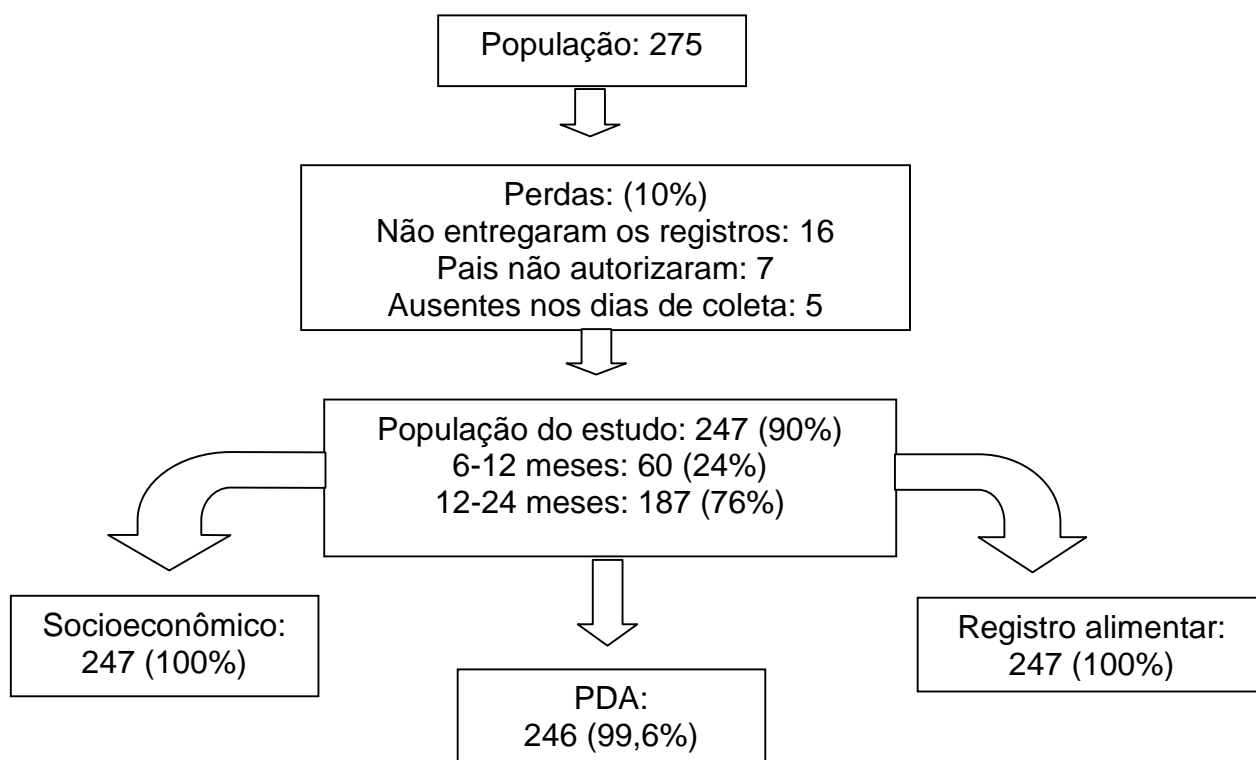 População: 275
Perdas: (10%)
Não entregaram os registros: 16
Pais não autorizaram: 7
Ausentes nos dias de coleta: 5
População do estudo: 247 (90%)
6-12 meses: 60 (24%)
12-24 meses: 187 (76%)
Socioeconômico:
247 (100%)
PDA:
246 (99,6%)
Registro alimentar:
247 (100%)